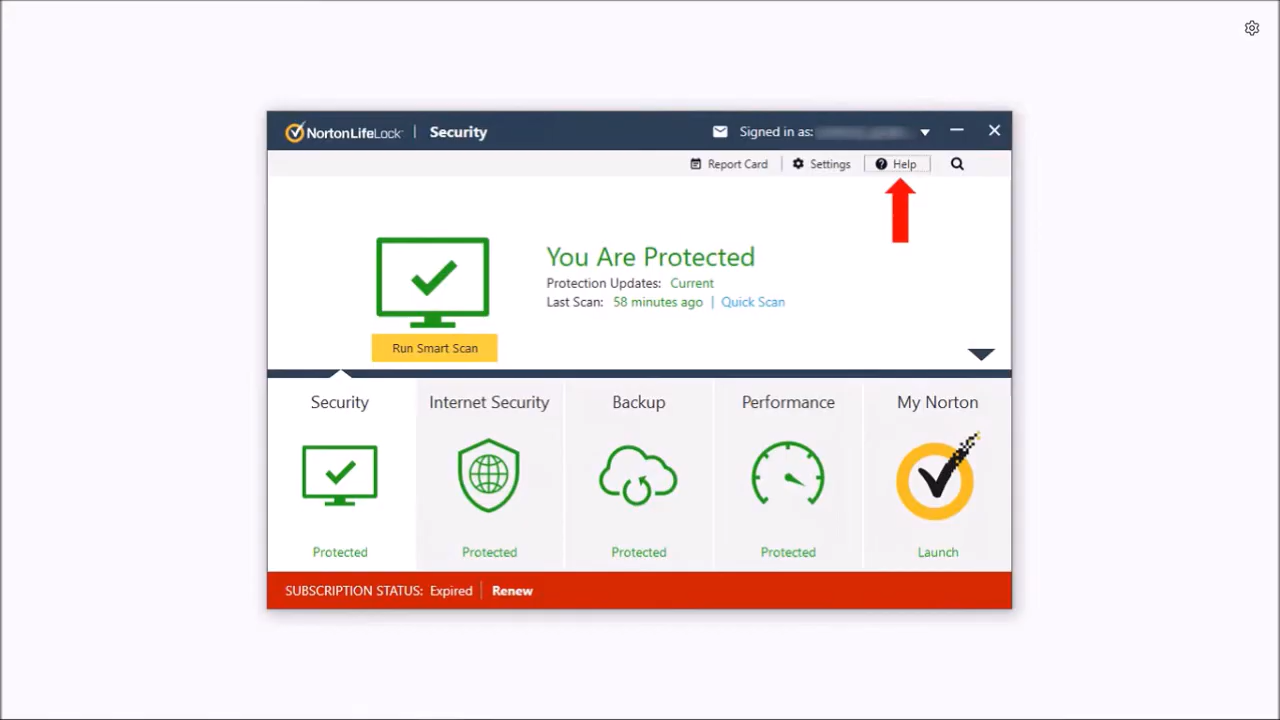 NortonLifeLock | Security
Signed in as:
Report Card | Settings | Help
You Are Protected
Protection Updates: Current
Last Scan: 58 minutes ago | Quick Scan
Run Smart Scan
Security
Internet Security
Backup
Performance
My Norton
Protected
Protected
Protected
Protected
Launch
SUBSCRIPTION STATUS: Expired | Renew